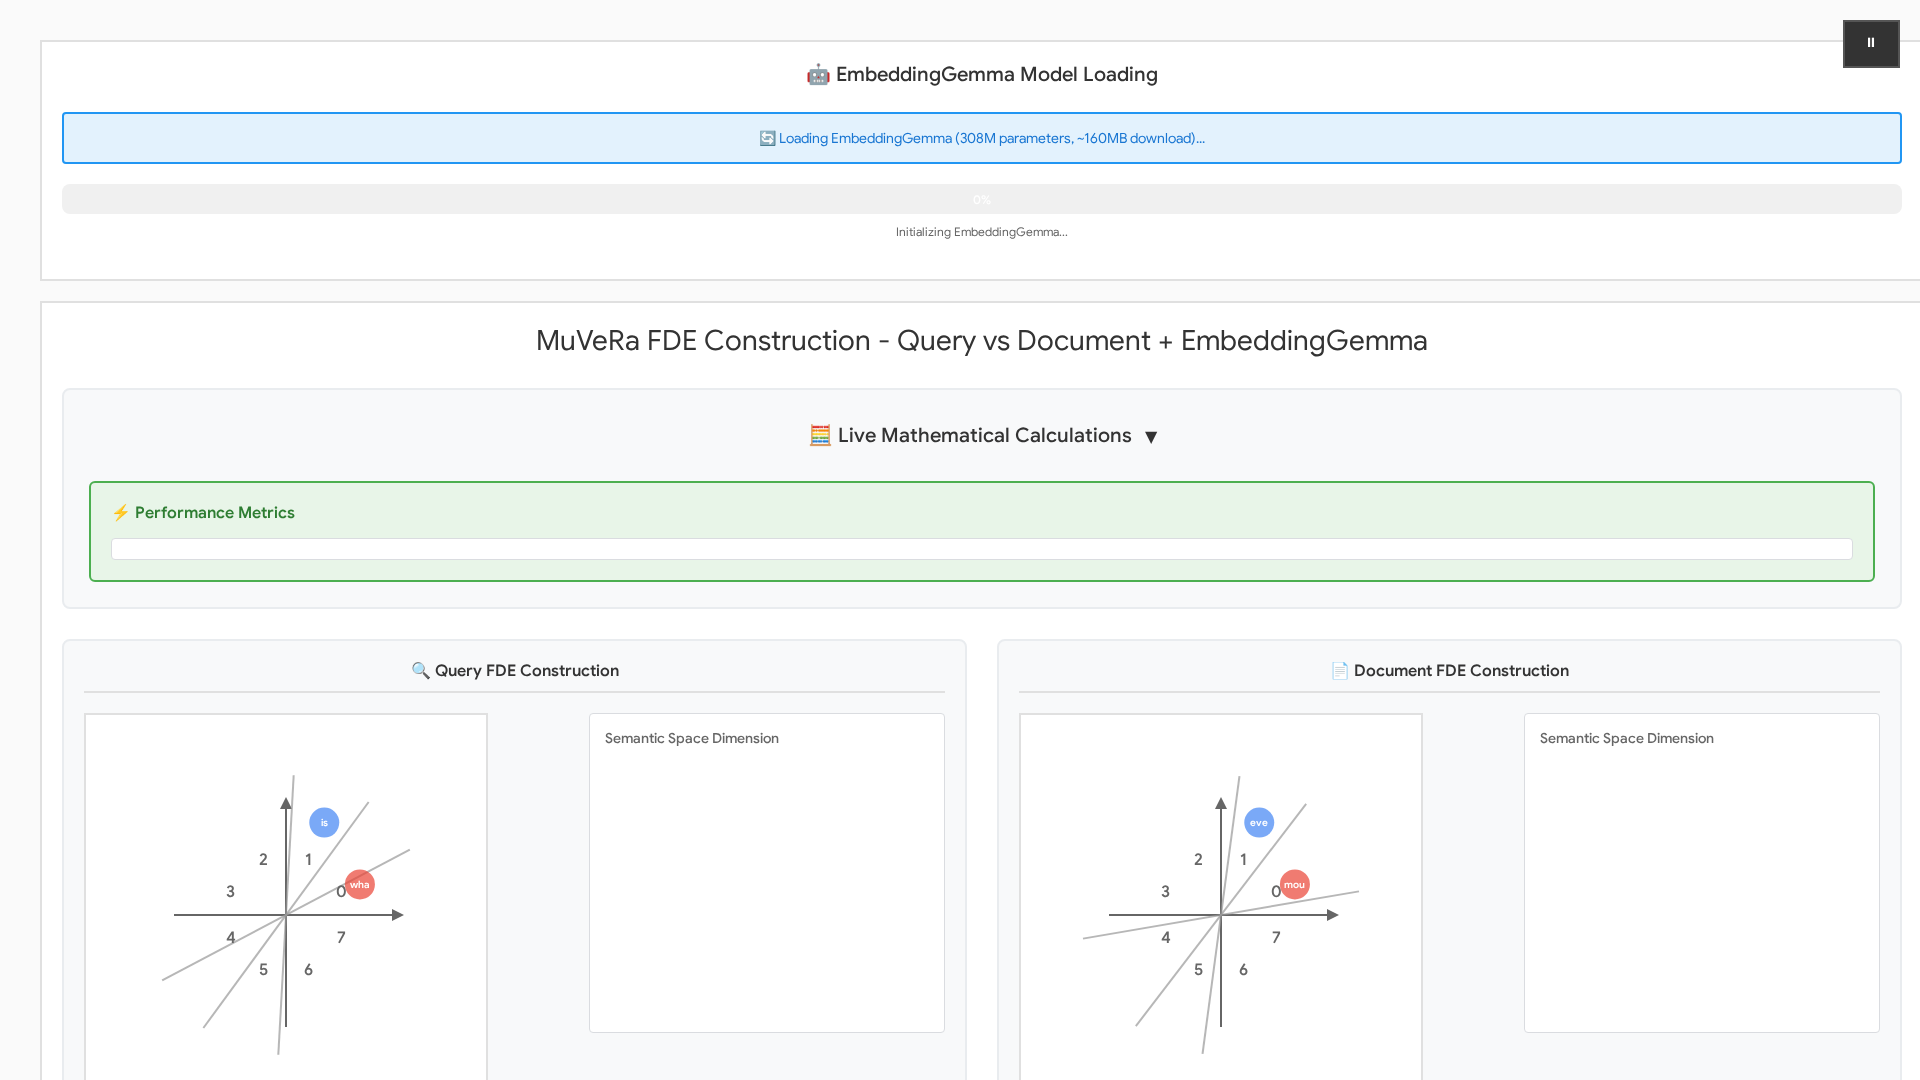 🤖 EmbeddingGemma Model Loading
🔄 Loading EmbeddingGemma (308M parameters, ~160MB download)...
0%
Initializing EmbeddingGemma...
MuVeRa FDE Construction - Query vs Document + EmbeddingGemma
🧮 Live Mathematical Calculations ▼
⚡ Performance Metrics
🔍 Query FDE Construction
is
2 1
3 0 wha
4 7
5 6
Semantic Space Dimension
📄 Document FDE Construction
eve
2 1
3 0 mou
4 7
5 6
Semantic Space Dimension